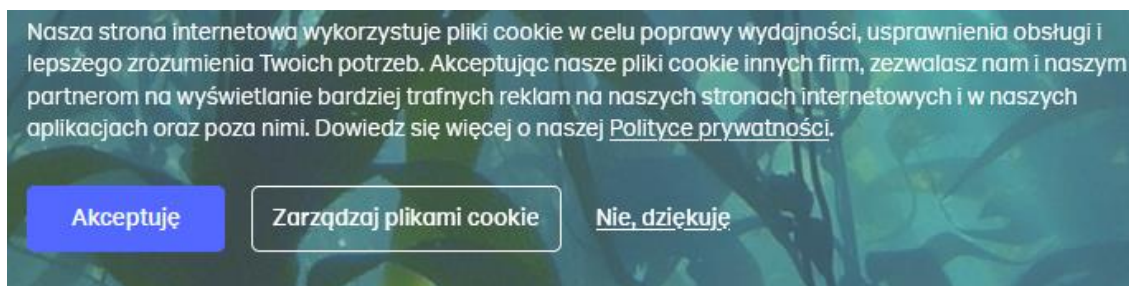 Nasza strona internetowa wykorzystuje pliki cookie w celu poprawy wydajności, usprawnienia obsługi i
lepszego zrozumienia Twoich potrzeb. Akceptując nasze pliki cookie innych firm, zezwalasz nam i naszym
partnerom na wyświetlanie bardziej trafnych reklam na naszych stronach internetowych i w naszych
aplikacjach oraz poza nimi. Dowiedz się więcej o naszej Polityce prywatności.
Akceptuję Zarządzaj plikami cookie Nie, dziękuję